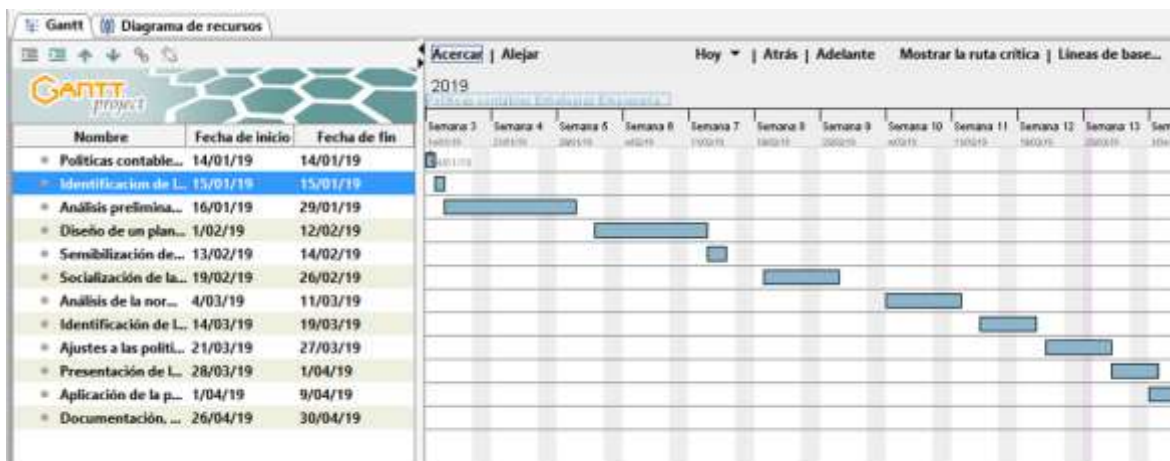 Gantt Diagrama de recursos
Acercar | Alejar Hoy | Atrás | Adelante Mostrar la ruta crítica | Líneas de base...
GANTT
project
2019
Semana 3 Semana 4 Semana 5 Semana 6 Semana 7 Semana 8 Semana 9 Semana 10 Semana 11 Semana 12 Semana 13
Nombre Fecha de inicio Fecha de fin
Politicas contable... 14/01/19 14/01/19
Identificacion de l... 15/01/19 15/01/19
Análisis prelimina... 16/01/19 29/01/19
Diseño de un plan... 1/02/19 12/02/19
Sensibilización de... 13/02/19 14/02/19
Socialización de la... 19/02/19 26/02/19
Análisis de la nor... 4/03/19 11/03/19
Identificación de l... 14/03/19 19/03/19
Ajustes a las politi... 21/03/19 27/03/19
Presentación de l... 28/03/19 1/04/19
Aplicación de la p... 1/04/19 9/04/19
Documentación, ... 26/04/19 30/04/19